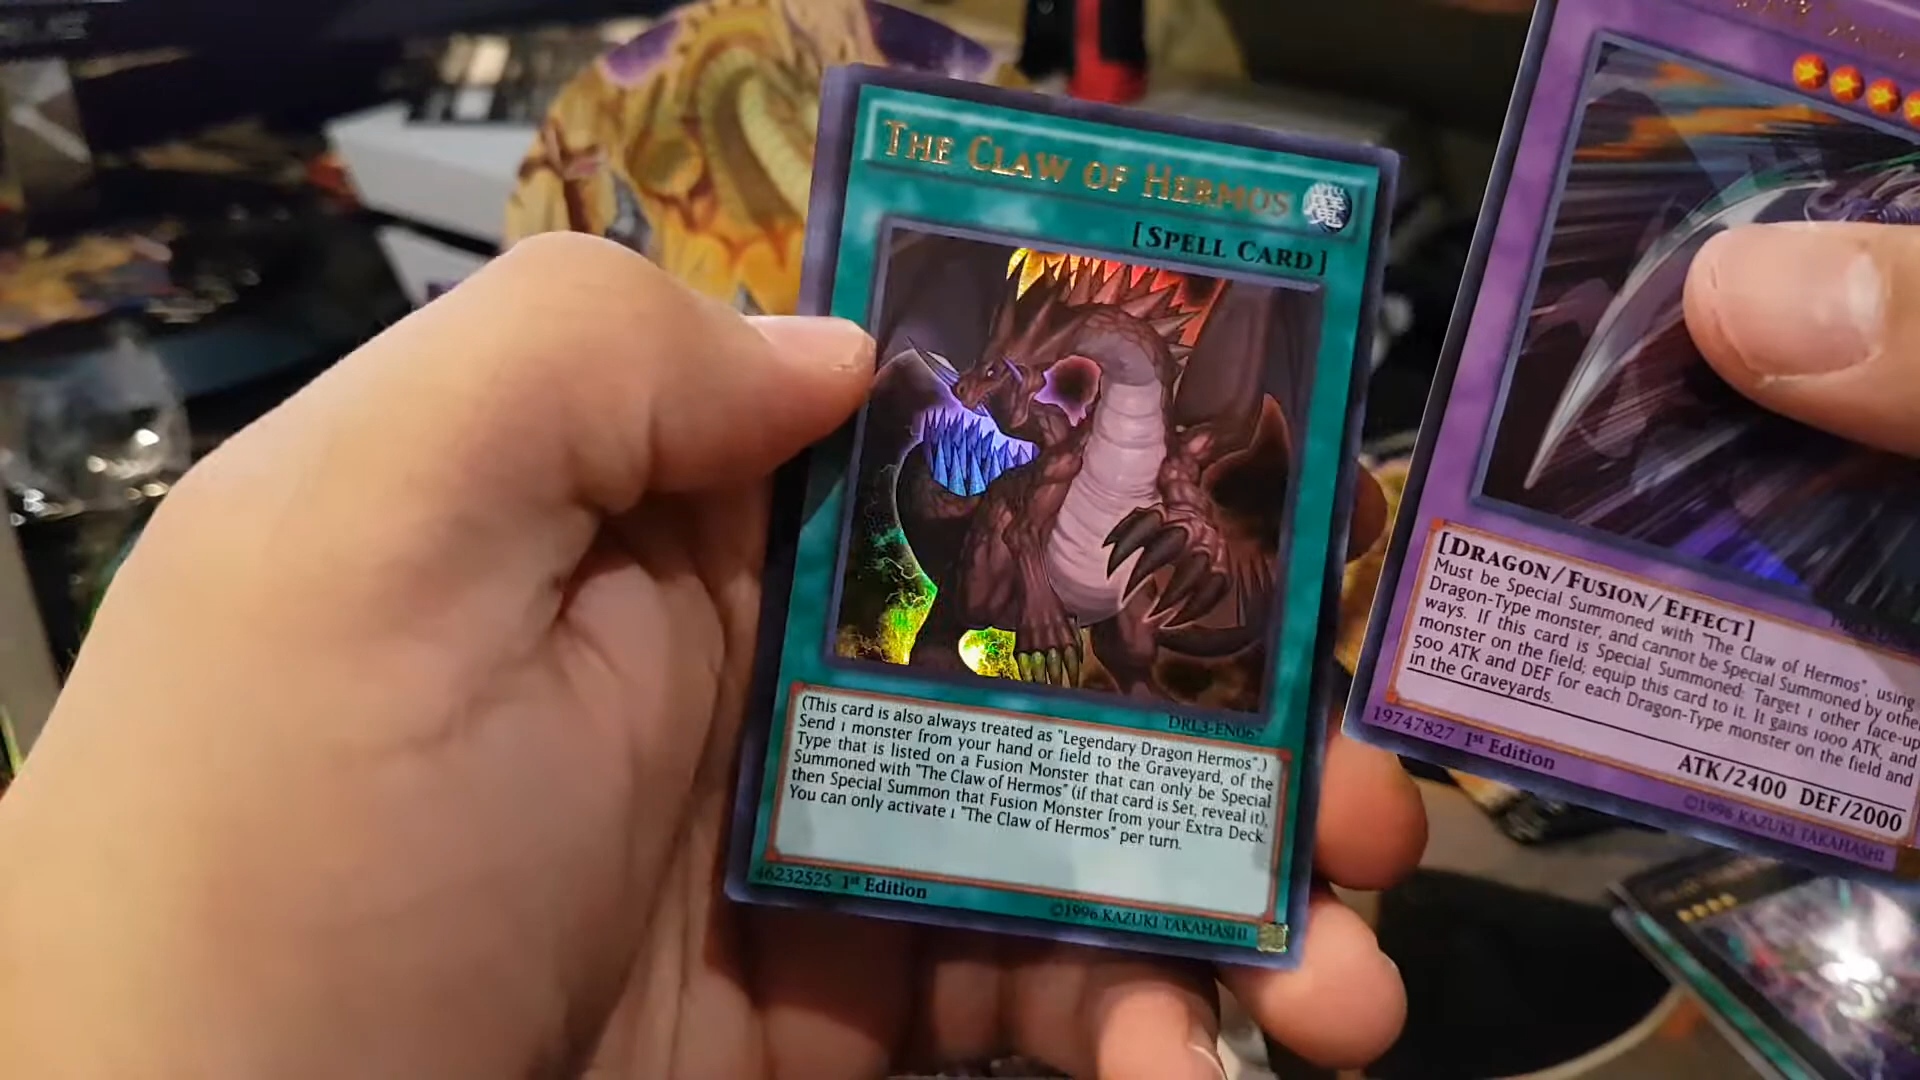 THE CLAW OF HERMOS
魔
[SPELL CARD]
DRL3-EN067
(This card is also always treated as "Legendary Dragon Hermos".)
Send 1 monster from your hand or field to the Graveyard, of the
Type that is listed on a Fusion Monster that can only be Special
Summoned with "The Claw of Hermos" (if that card is Set, reveal it),
then Special Summon that Fusion Monster from your Extra Deck.
You can only activate 1 "The Claw of Hermos" per turn.
46232525 1st Edition
©1996 KAZUKI TAKAHASHI
[DRAGON/FUSION/EFFECT]
Must be Special Summoned with "The Claw of Hermos", using
Dragon-Type monster, and cannot be Special Summoned by other
ways. If this card is Special Summoned: Target 1 other face-up
monster on the field; equip this card to it. It gains 1000 ATK, and
500 ATK and DEF for each Dragon-Type monster on the field and
in the Graveyards.
ATK/2400 DEF/2000
19747827 1st Edition
©1996 KAZUKI TAKAHASHI